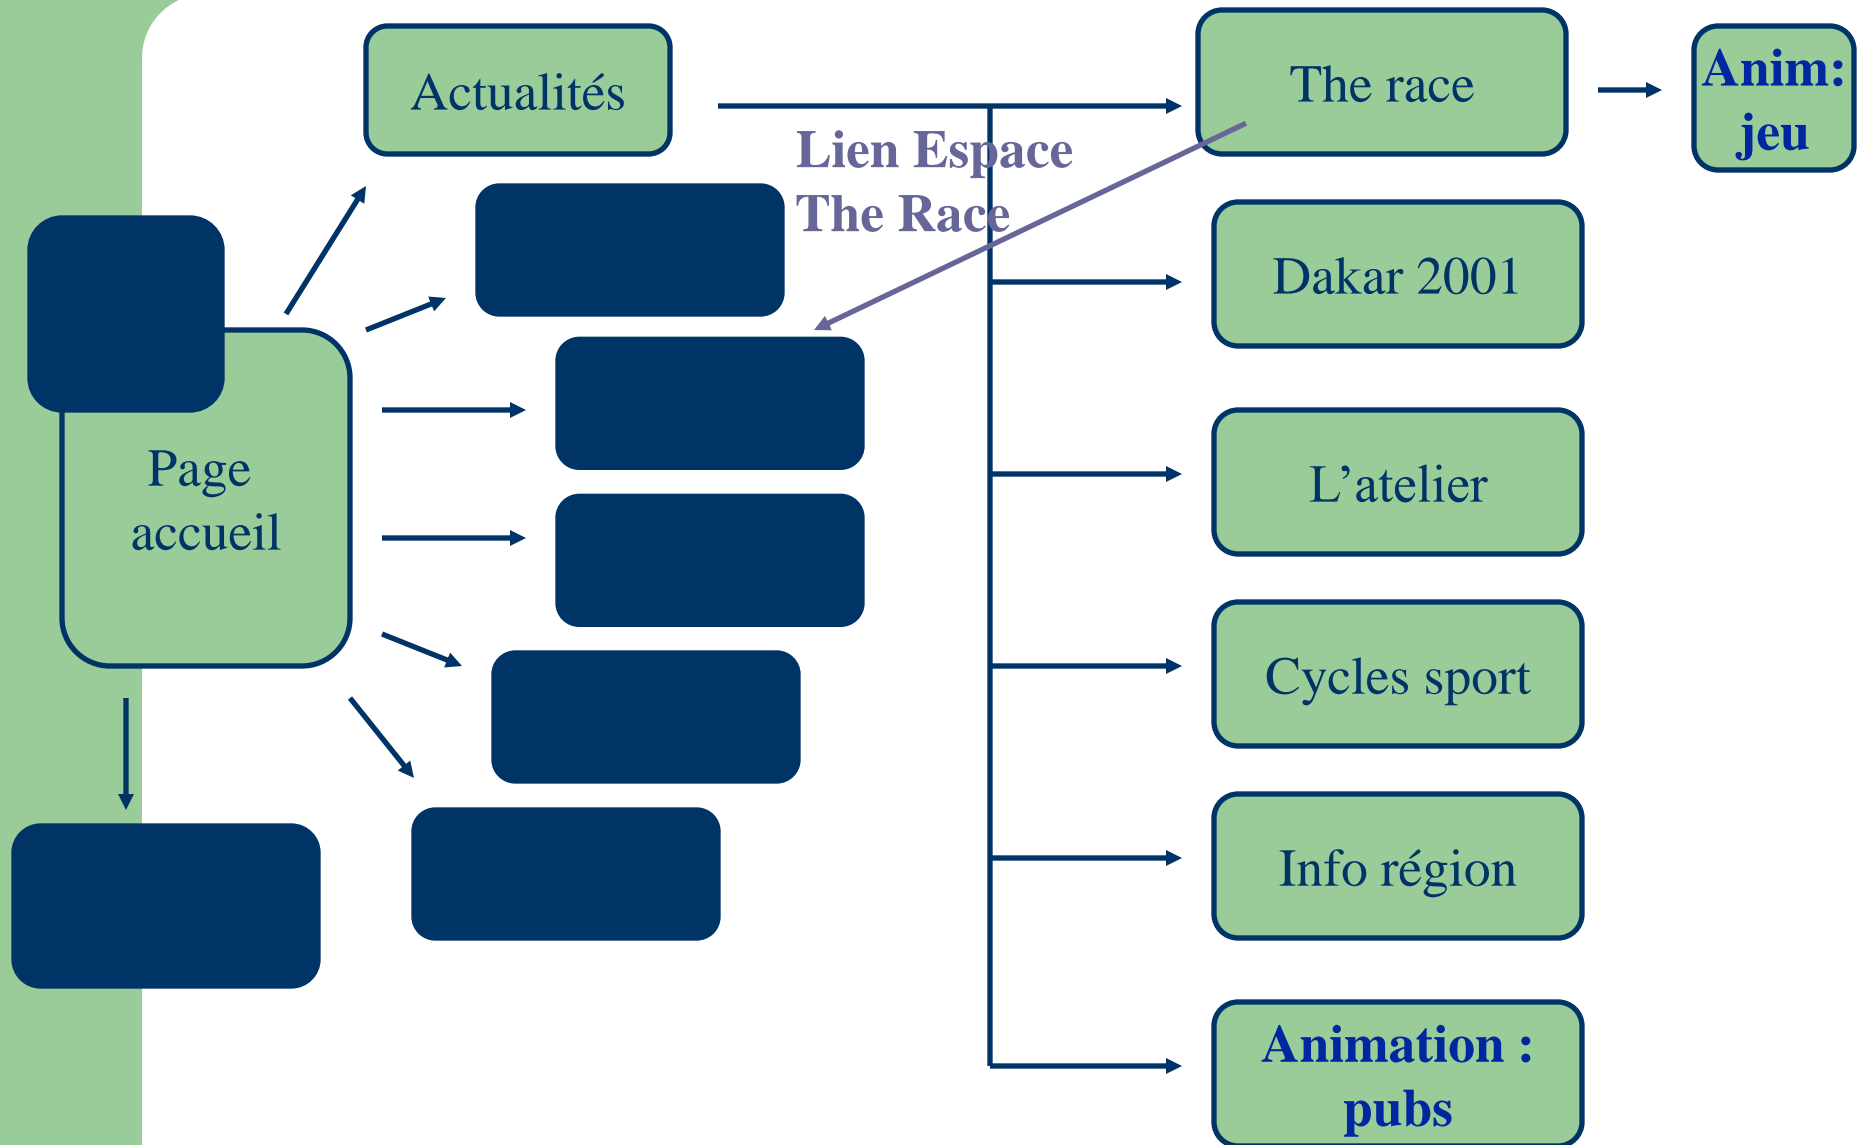 Actualités
The race
Anim:
jeu
Lien Espace
The Race
Dakar 2001
Page
accueil
L’atelier
Cycles sport
Info région
Animation :
pubs